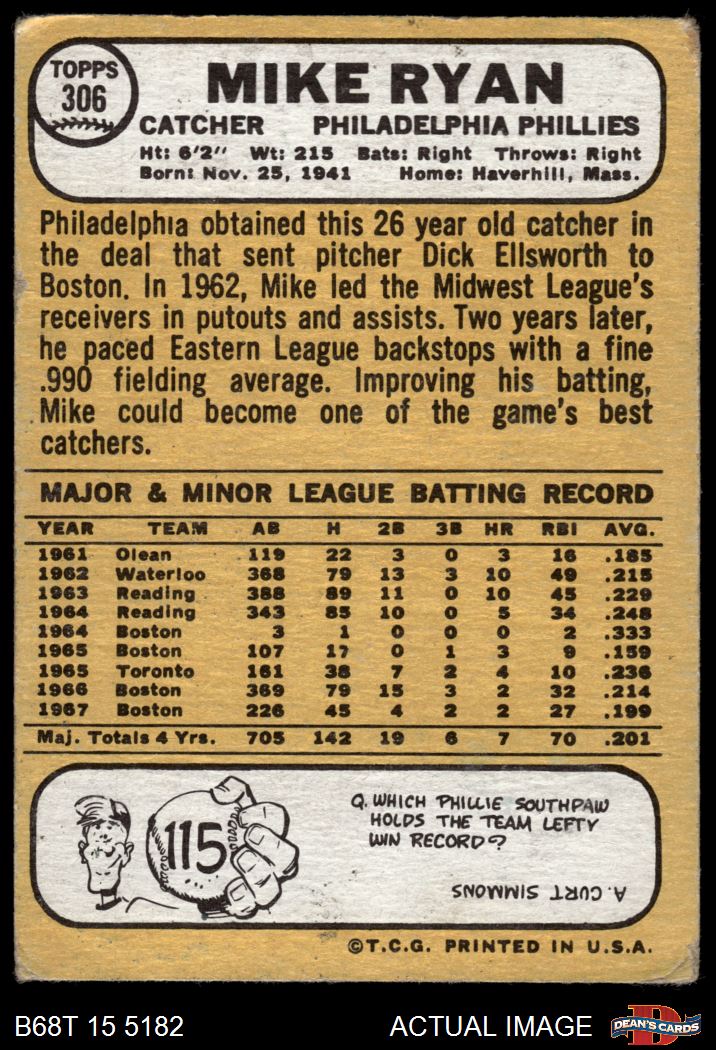 TOPPS
306
MIKE RYAN
CATCHER PHILADELPHIA PHILLIES
Ht: 6'2" Wt: 215 Bats: Right Throws: Right
Born: Nov. 25, 1941 Home: Haverhill, Mass.
Philadelphia obtained this 26 year old catcher in
the deal that sent pitcher Dick Ellsworth to
Boston. In 1962, Mike led the Midwest League's
receivers in putouts and assists. Two years later,
he paced Eastern League backstops with a fine
.990 fielding average. Improving his batting,
Mike could become one of the game's best
catchers.
MAJOR & MINOR LEAGUE BATTING RECORD
YEAR TEAM AB H 2B 3B HR RBI AVG.
1961 Olean 119 22 3 0 3 16 .185
1962 Waterloo 368 79 13 3 10 49 .215
1963 Reading 388 89 11 0 10 45 .229
1964 Reading 343 85 10 0 5 34 .248
1964 Boston 3 1 0 0 0 2 .333
1965 Boston 107 17 0 1 3 9 .159
1965 Toronto 161 38 7 2 4 10 .236
1966 Boston 369 79 15 3 2 32 .214
1967 Boston 226 45 4 2 2 27 .199
Maj. Totals 4 Yrs. 705 142 19 6 7 70 .201
115
Q. WHICH PHILLIE SOUTHPAW
HOLDS THE TEAM LEFTY
WIN RECORD?
A. CURT SIMMONS
©T.C.G. PRINTED IN U.S.A.
B68T 15 5182 ACTUAL IMAGE
D
DEAN'S CARDS